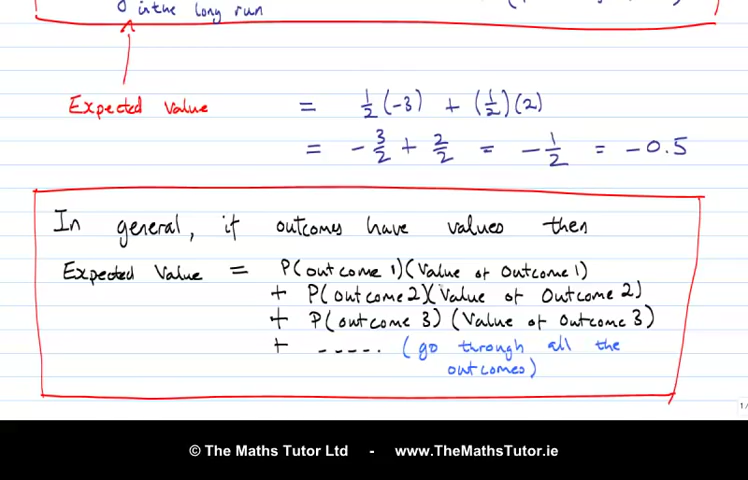 0 in the long run
Expected Value = 1/2 (-3) + (1/2)(2)
= - 3/2 + 2/2 = - 1/2 = -0.5
In general, if outcomes have values then
Expected Value = P(outcome 1)(Value of Outcome 1)
+ P(outcome 2)(Value of Outcome 2)
+ P(outcome 3)(Value of Outcome 3)
+ ----- (go through all the
outcomes)
© The Maths Tutor Ltd - www.TheMathsTutor.ie